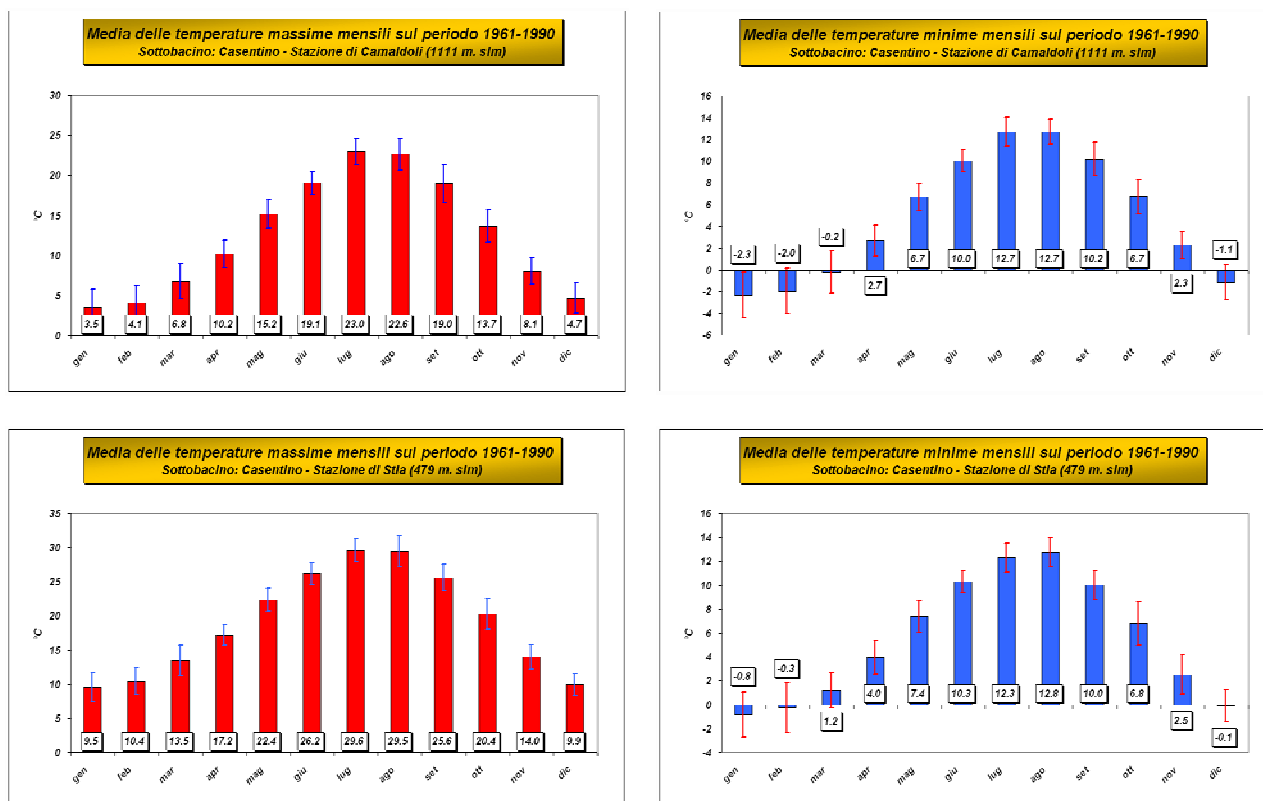 Media delle temperature massime mensili sul periodo 1961-1990
Sottobacino: Casentino - Stazione di Camaldoli (1111 m. slm)
30
25
20
15
10
5
0
°C
3.5 4.1 6.8 10.2 15.2 19.1 23.0 22.6 19.0 13.7 8.1 4.7
gen feb mar apr mag giu lug ago set ott nov dic
Media delle temperature minime mensili sul periodo 1961-1990
Sottobacino: Casentino - Stazione di Camaldoli (1111 m. slm)
16
14
12
10
8
6
4
2
0
-2
-4
-6
°C
-2.3 -2.0 -0.2 2.7 6.7 10.0 12.7 12.7 10.2 6.7 2.3 -1.1
gen feb mar apr mag giu lug ago set ott nov dic
Media delle temperature massime mensili sul periodo 1961-1990
Sottobacino: Casentino - Stazione di Stia (479 m. slm)
35
30
25
20
15
10
5
0
°C
9.5 10.4 13.5 17.2 22.4 26.2 29.6 29.5 25.6 20.4 14.0 9.9
gen feb mar apr mag giu lug ago set ott nov dic
Media delle temperature minime mensili sul periodo 1961-1990
Sottobacino: Casentino - Stazione di Stia (479 m. slm)
16
14
12
10
8
6
4
2
0
-2
-4
°C
-0.8 -0.3 1.2 4.0 7.4 10.3 12.3 12.8 10.0 6.8 2.5 -0.1
gen feb mar apr mag giu lug ago set ott nov dic